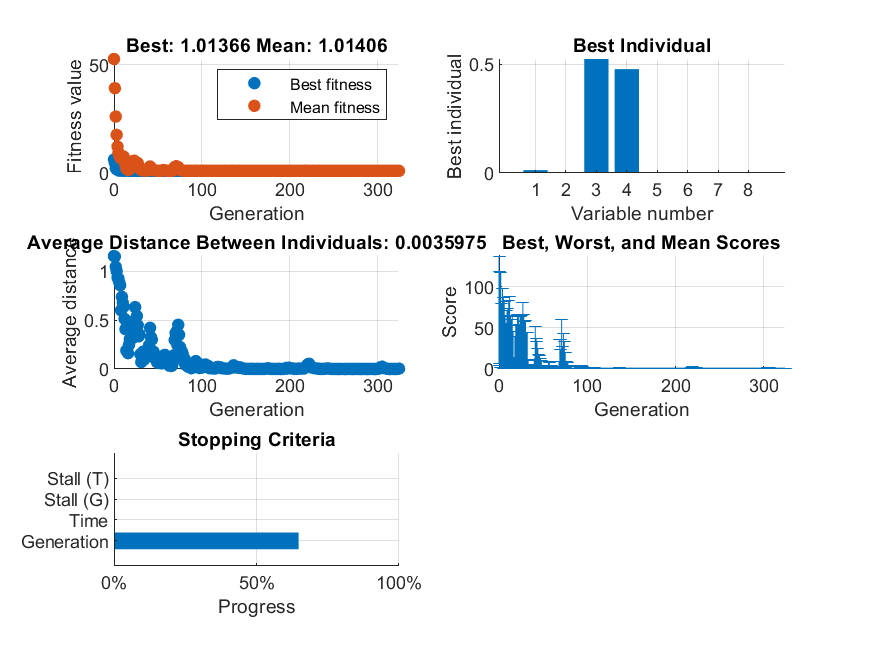 Best: 1.01366 Mean: 1.01406
Fitness value
50
0
Best fitness
Mean fitness
0 100 200 300
Generation
Best Individual
Best individual
0.5
0
1 2 3 4 5 6 7 8
Variable number
Average Distance Between Individuals: 0.0035975
Average distance
1
0.5
0
0 100 200 300
Generation
Best, Worst, and Mean Scores
Score
100
50
0
0 100 200 300
Generation
Stopping Criteria
Stall (T)
Stall (G)
Time
Generation
0% 50% 100%
Progress